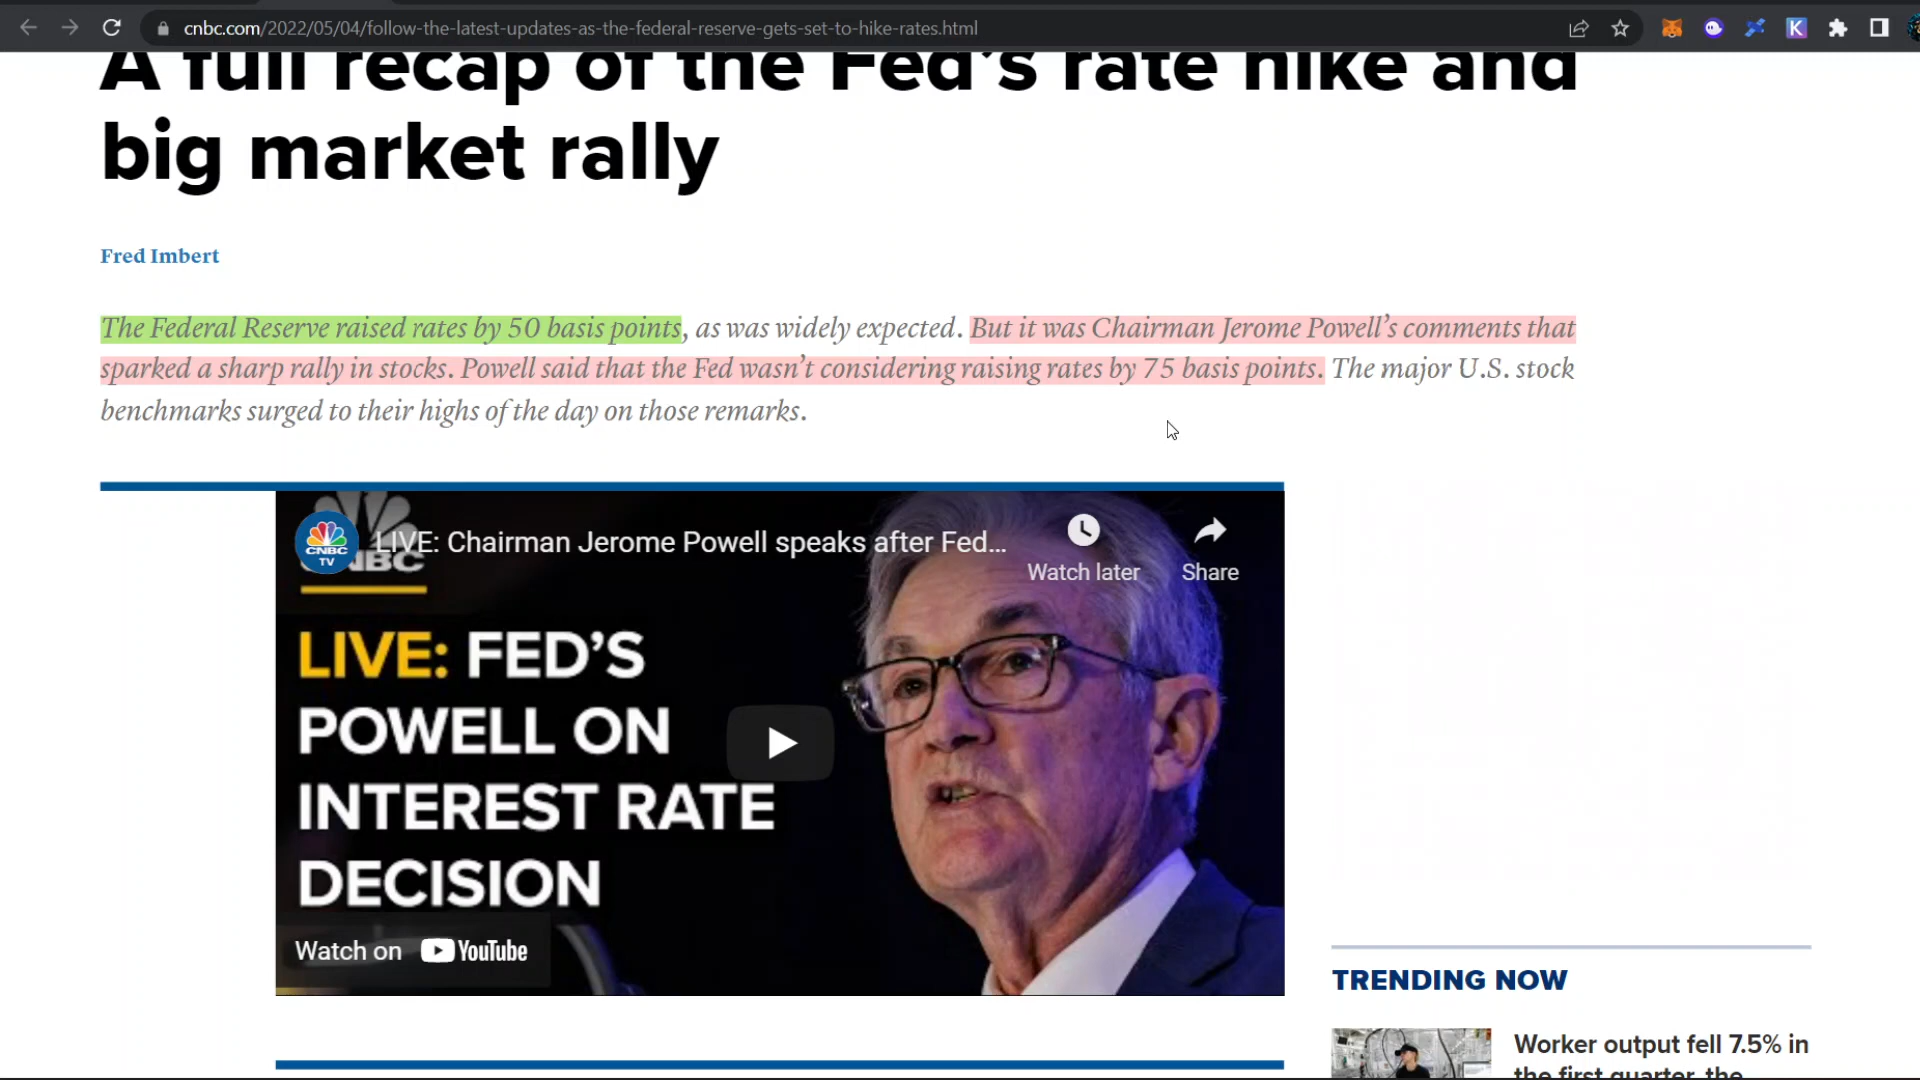 cnbc.com/2022/05/04/follow-the-latest-updates-as-the-federal-reserve-gets-set-to-hike-rates.html
A full recap of the Fed's rate hike and
big market rally
Fred Imbert
The Federal Reserve raised rates by 50 basis points, as was widely expected. But it was Chairman Jerome Powell's comments that
sparked a sharp rally in stocks. Powell said that the Fed wasn't considering raising rates by 75 basis points. The major U.S. stock
benchmarks surged to their highs of the day on those remarks.
CNBC
TV
CNBC
LIVE: Chairman Jerome Powell speaks after Fed...
Watch later
Share
LIVE: FED'S
POWELL ON
INTEREST RATE
DECISION
Watch on YouTube
TRENDING NOW
Worker output fell 7.5% in
the first quarter, the